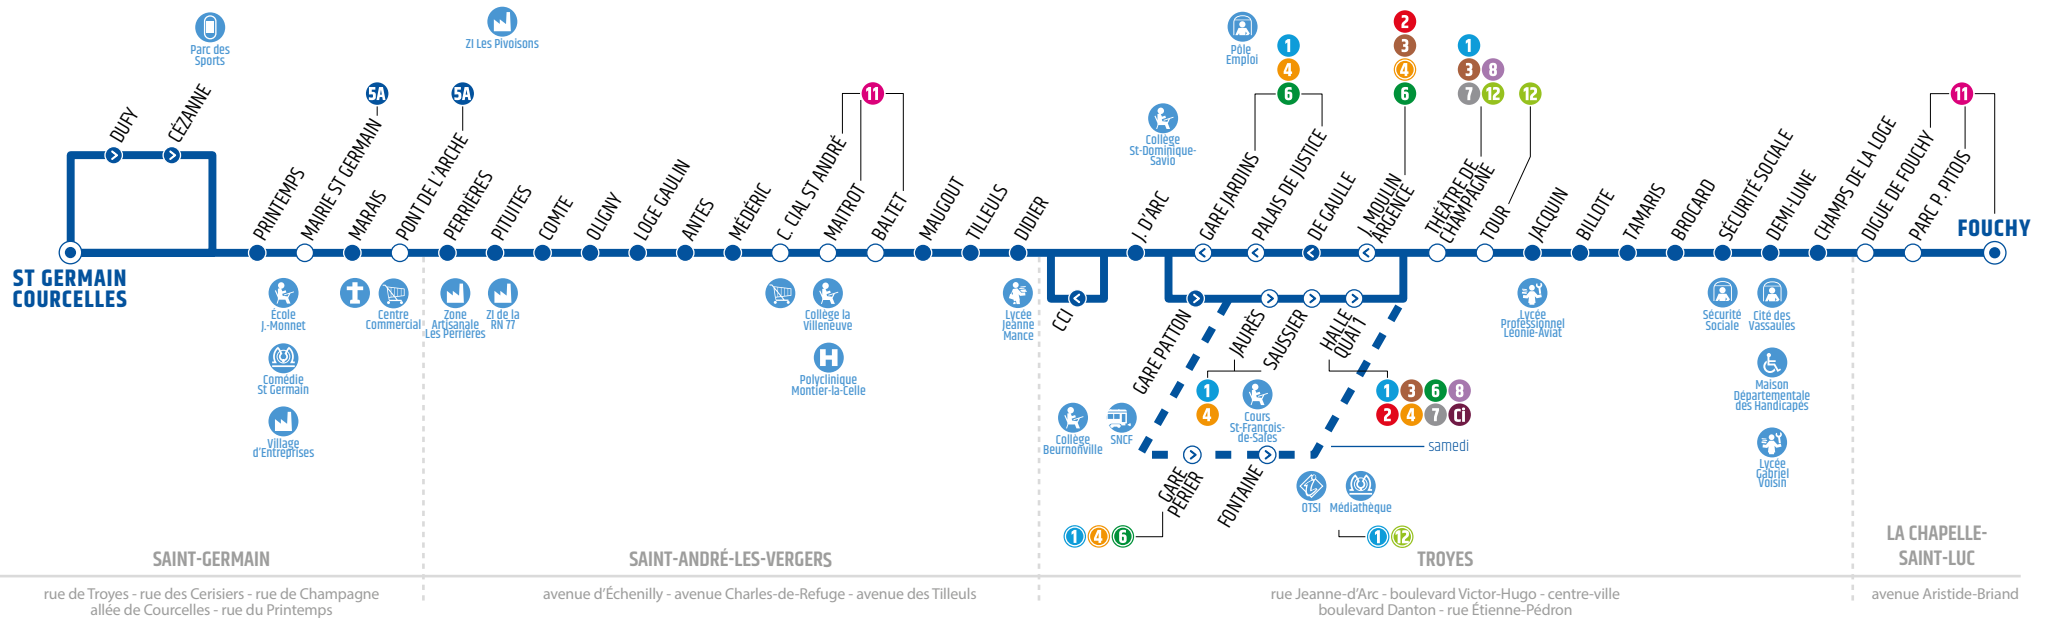 Parc des
Sports
ZI Les Pivoisons
Pôle
Emploi
Collège
St-Dominique-
Savio
5A
5A
11
1
4
6
2
3
4
6
1
3
8
7
12
12
11
DUFY
CÉZANNE
PRINTEMPS
MAIRIE ST GERMAIN
MARAIS
PONT DE L'ARCHE
PERRIÈRES
PITUITES
COMTE
OLIGNY
LOGE GAULIN
ANTES
MÉDÉRIC
C. CIAL ST ANDRÉ
MAITROT
BALTET
MAUGOUT
TILLEULS
DIDIER
J. D'ARC
GARE JARDINS
PALAIS DE JUSTICE
DE GAULLE
J. MOULIN
ARGENCE
THÉÂTRE DE
CHAMPAGNE
TOUR
JACQUIN
BILLOTE
TAMARIS
BROCARD
SÉCURITÉ SOCIALE
DEMI-LUNE
CHAMPS DE LA LOGE
DIGUE DE FOUCHY
PARC P. PITOIS
FOUCHY
ST GERMAIN
COURCELLES
École
J.-Monnet
Comédie
St Germain
Village
d'Entreprises
Centre
Commercial
Zone
Artisanale
Les Perrières
ZI de la
RN 77
Collège la
Villeneuve
H
Polyclinique
Montier-la-Celle
Lycée
Jeanne
Mance
CCI
GARE PATTON
JAURÈS
SAUSSIER
HALLE
QUAI 1
1
4
Cours
St-François-
de-Sales
1 3 6 8
2 4 7 Ci
Collège
Beurnonville
SNCF
samedi
GARE
PÉRIER
FONTAINE
OTSI
Médiathèque
1 4 6
1 12
Lycée
Professionnel
Léonie-Aviat
Sécurité
Sociale
Cité des
Vassaules
Maison
Départementale
des Handicapés
Lycée
Gabriel
Voisin
SAINT-GERMAIN
SAINT-ANDRÉ-LES-VERGERS
TROYES
LA CHAPELLE-
SAINT-LUC
rue de Troyes - rue des Cerisiers - rue de Champagne
allée de Courcelles - rue du Printemps
avenue d'Échenilly - avenue Charles-de-Refuge - avenue des Tilleuls
rue Jeanne-d'Arc - boulevard Victor-Hugo - centre-ville
boulevard Danton - rue Étienne-Pédron
avenue Aristide-Briand